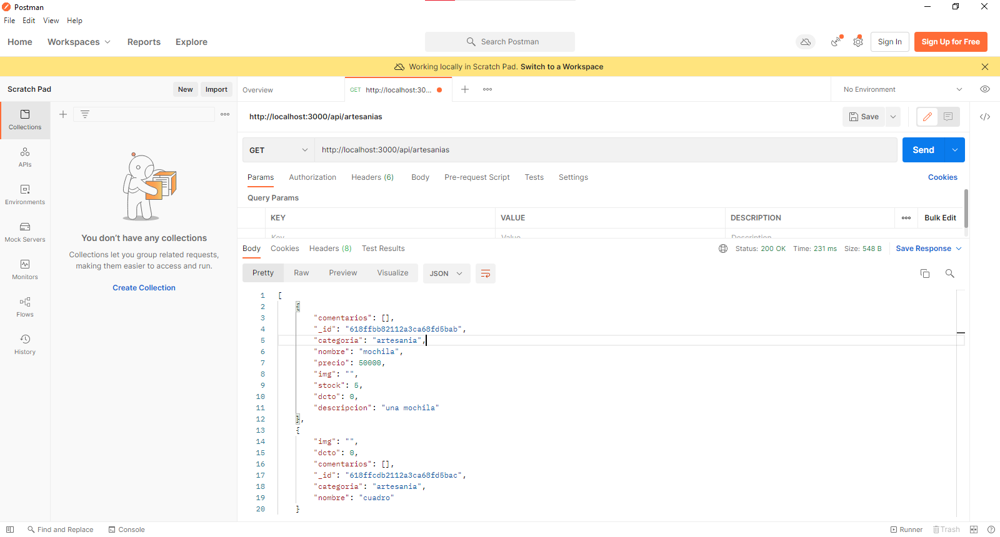 Postman
File Edit View Help
Home Workspaces Reports Explore
Search Postman
Sign In
Sign Up for Free
Working locally in Scratch Pad. Switch to a Workspace
Scratch Pad
New
Import
Overview
GET http://localhost:30...
No Environment
Collections
APIs
Environments
Mock Servers
Monitors
Flows
History
You don't have any collections
Collections let you group related requests,
making them easier to access and run.
Create Collection
http://localhost:3000/api/artesanias
Save
GET http://localhost:3000/api/artesanias
Send
Params Authorization Headers (6) Body Pre-request Script Tests Settings Cookies
Query Params
KEY VALUE DESCRIPTION Bulk Edit
Key Value Description
Body Cookies Headers (8) Test Results
Status: 200 OK Time: 231 ms Size: 548 B Save Response
Pretty Raw Preview Visualize JSON
1 [
2 {
3 "comentarios": [],
4 "_id": "618ffbb82112a3ca68fd5bab",
5 "categoria": "artesania",
6 "nombre": "mochila",
7 "precio": 50000,
8 "img": "",
9 "stock": 5,
10 "dcto": 0,
11 "descripcion": "una mochila"
12 },
13 {
14 "img": "",
15 "dcto": 0,
16 "comentarios": [],
17 "_id": "618ffcdb2112a3ca68fd5bac",
18 "categoria": "artesania",
19 "nombre": "cuadro"
20 }
Find and Replace Console
Runner Trash